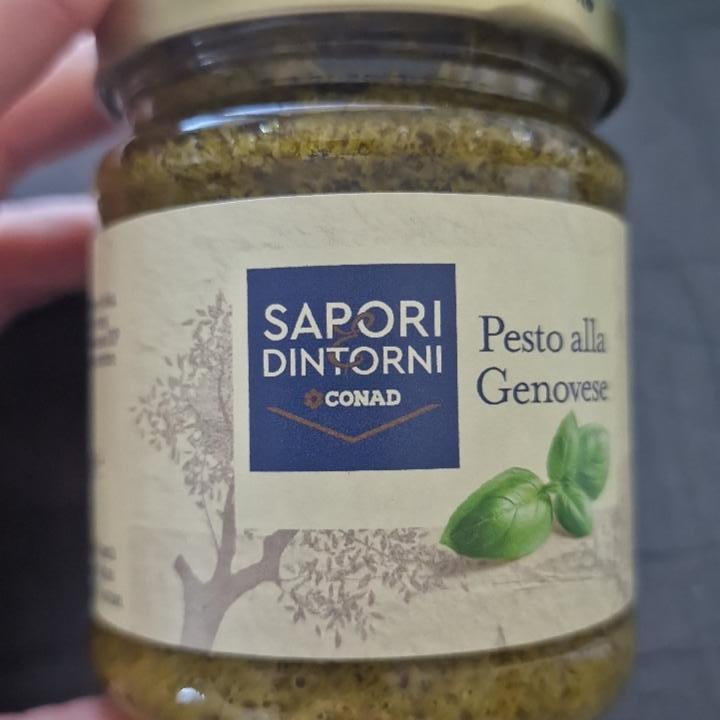 SAPORI
&
DINTORNI
CONAD
Pesto alla
Genovese